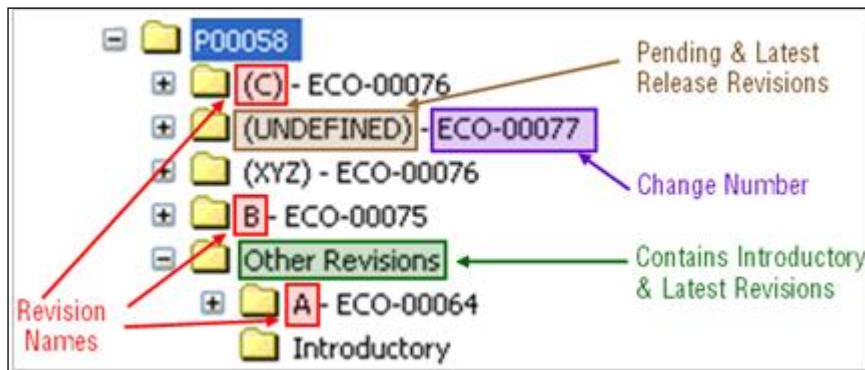 P00058
Pending & Latest
Release Revisions
(C) - ECO-00076
(UNDEFINED) - ECO-00077
(XYZ) - ECO-00076
Change Number
B - ECO-00075
Other Revisions
Contains Introductory
& Latest Revisions
Revision
Names
A - ECO-00064
Introductory